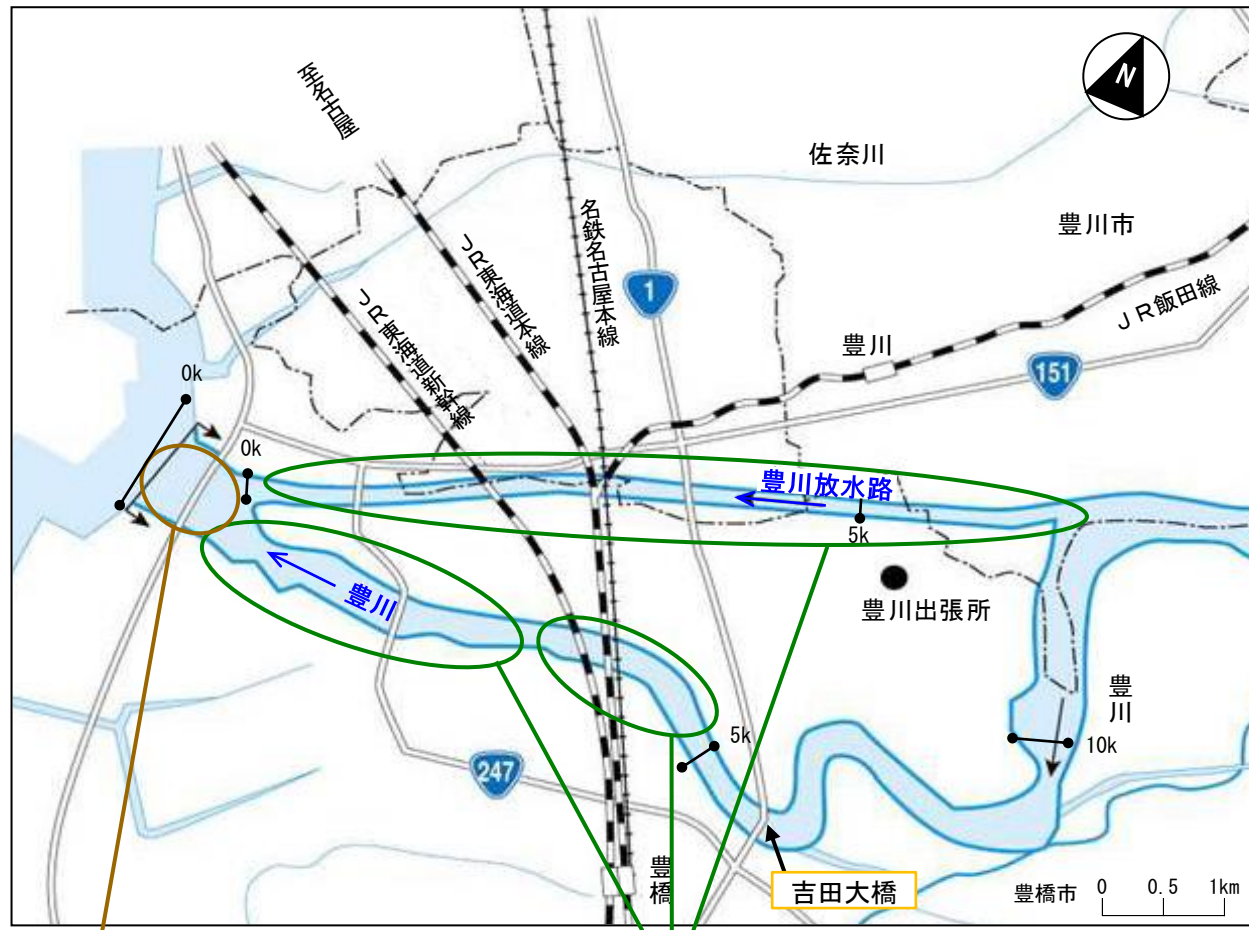 N
至名古屋
佐奈川
豊川市
名鉄名古屋本線
JR東海道本線
JR東海道新幹線
1
JR飯田線
豊川
151
0k
0k
豊川放水路
5k
豊川出張所
豊川
豊川
5k
10k
247
豊橋
吉田大橋
豊橋市
0 0.5 1km